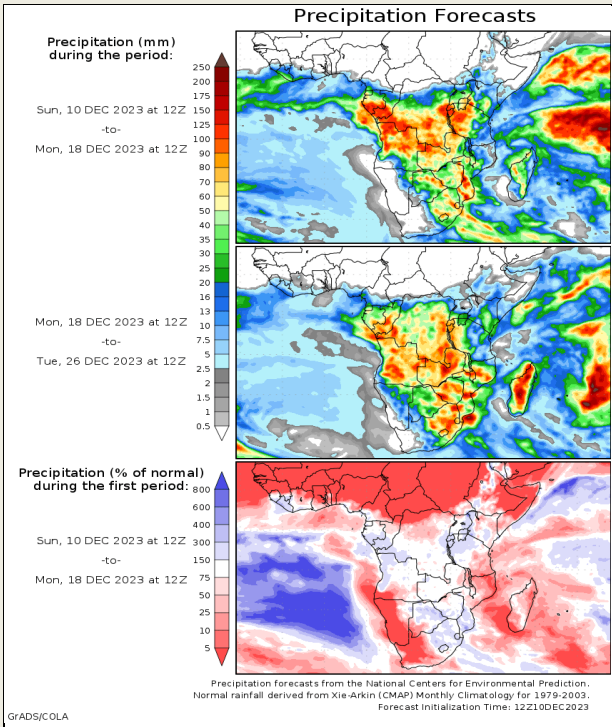 Precipitation Forecasts
Precipitation (mm)
during the period:
Sun, 10 DEC 2023 at 12Z
-to-
Mon, 18 DEC 2023 at 12Z
250
200
175
150
125
100
90
80
70
60
50
40
35
30
25
20
16
13
10
7.5
5
2.5
2
1.5
1
0.5
Mon, 18 DEC 2023 at 12Z
-to-
Tue, 26 DEC 2023 at 12Z
Precipitation (% of normal)
during the first period:
Sun, 10 DEC 2023 at 12Z
-to-
Mon, 18 DEC 2023 at 12Z
800
600
400
300
150
75
50
25
10
5
Precipitation forecasts from the National Centers for Environmental Prediction.
Normal rainfall derived from Xie-Arkin (CMAP) Monthly Climatology for 1979-2003.
Forecast Initialization Time: 12Z10DEC2023
GrADS/COLA